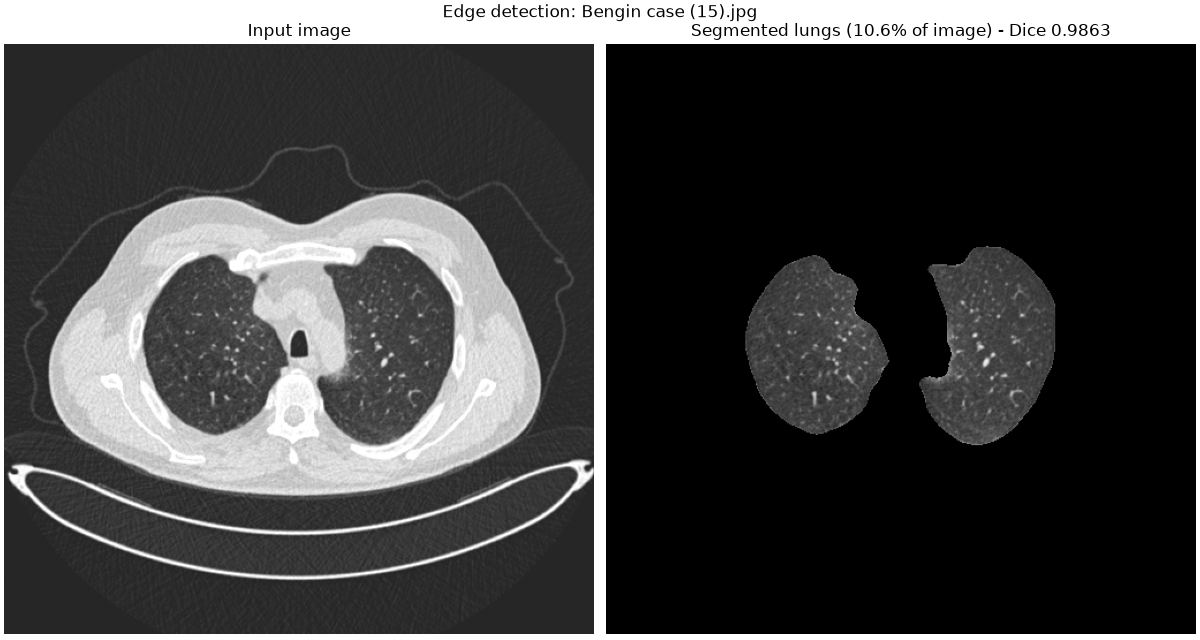 Edge detection: Bengin case (15).jpg
Input image
Segmented lungs (10.6% of image) - Dice 0.9863